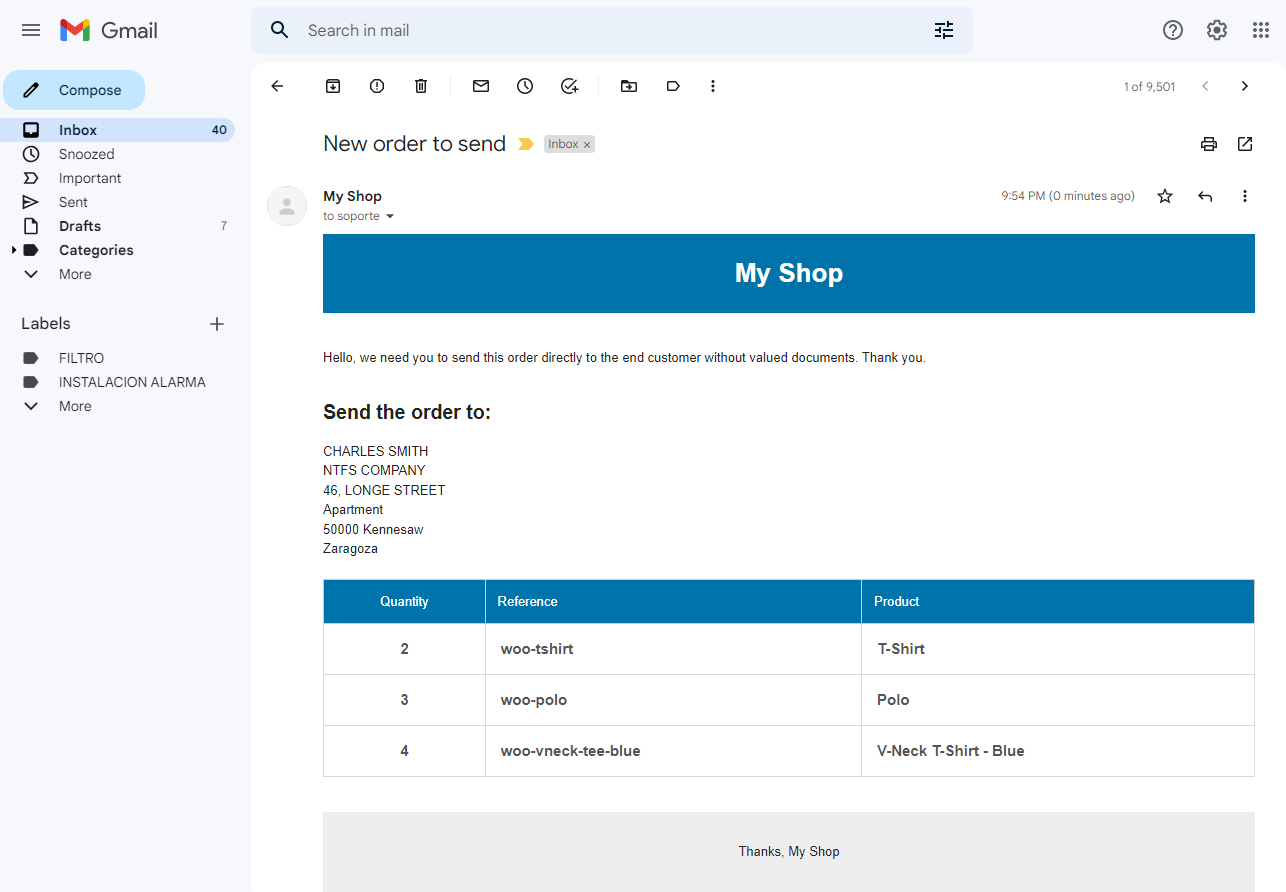 Gmail
Search in mail
Compose
Inbox 40
Snoozed
Important
Sent
Drafts 7
Categories
More
Labels
FILTRO
INSTALACION ALARMA
More
1 of 9,501
New order to send Inbox ×
My Shop 9:54 PM (0 minutes ago)
to soporte
My Shop
Hello, we need you to send this order directly to the end customer without valued documents. Thank you.
Send the order to:
CHARLES SMITH
NTFS COMPANY
46, LONGE STREET
Apartment
50000 Kennesaw
Zaragoza
Quantity Reference Product
2 woo-tshirt T-Shirt
3 woo-polo Polo
4 woo-vneck-tee-blue V-Neck T-Shirt - Blue
Thanks, My Shop